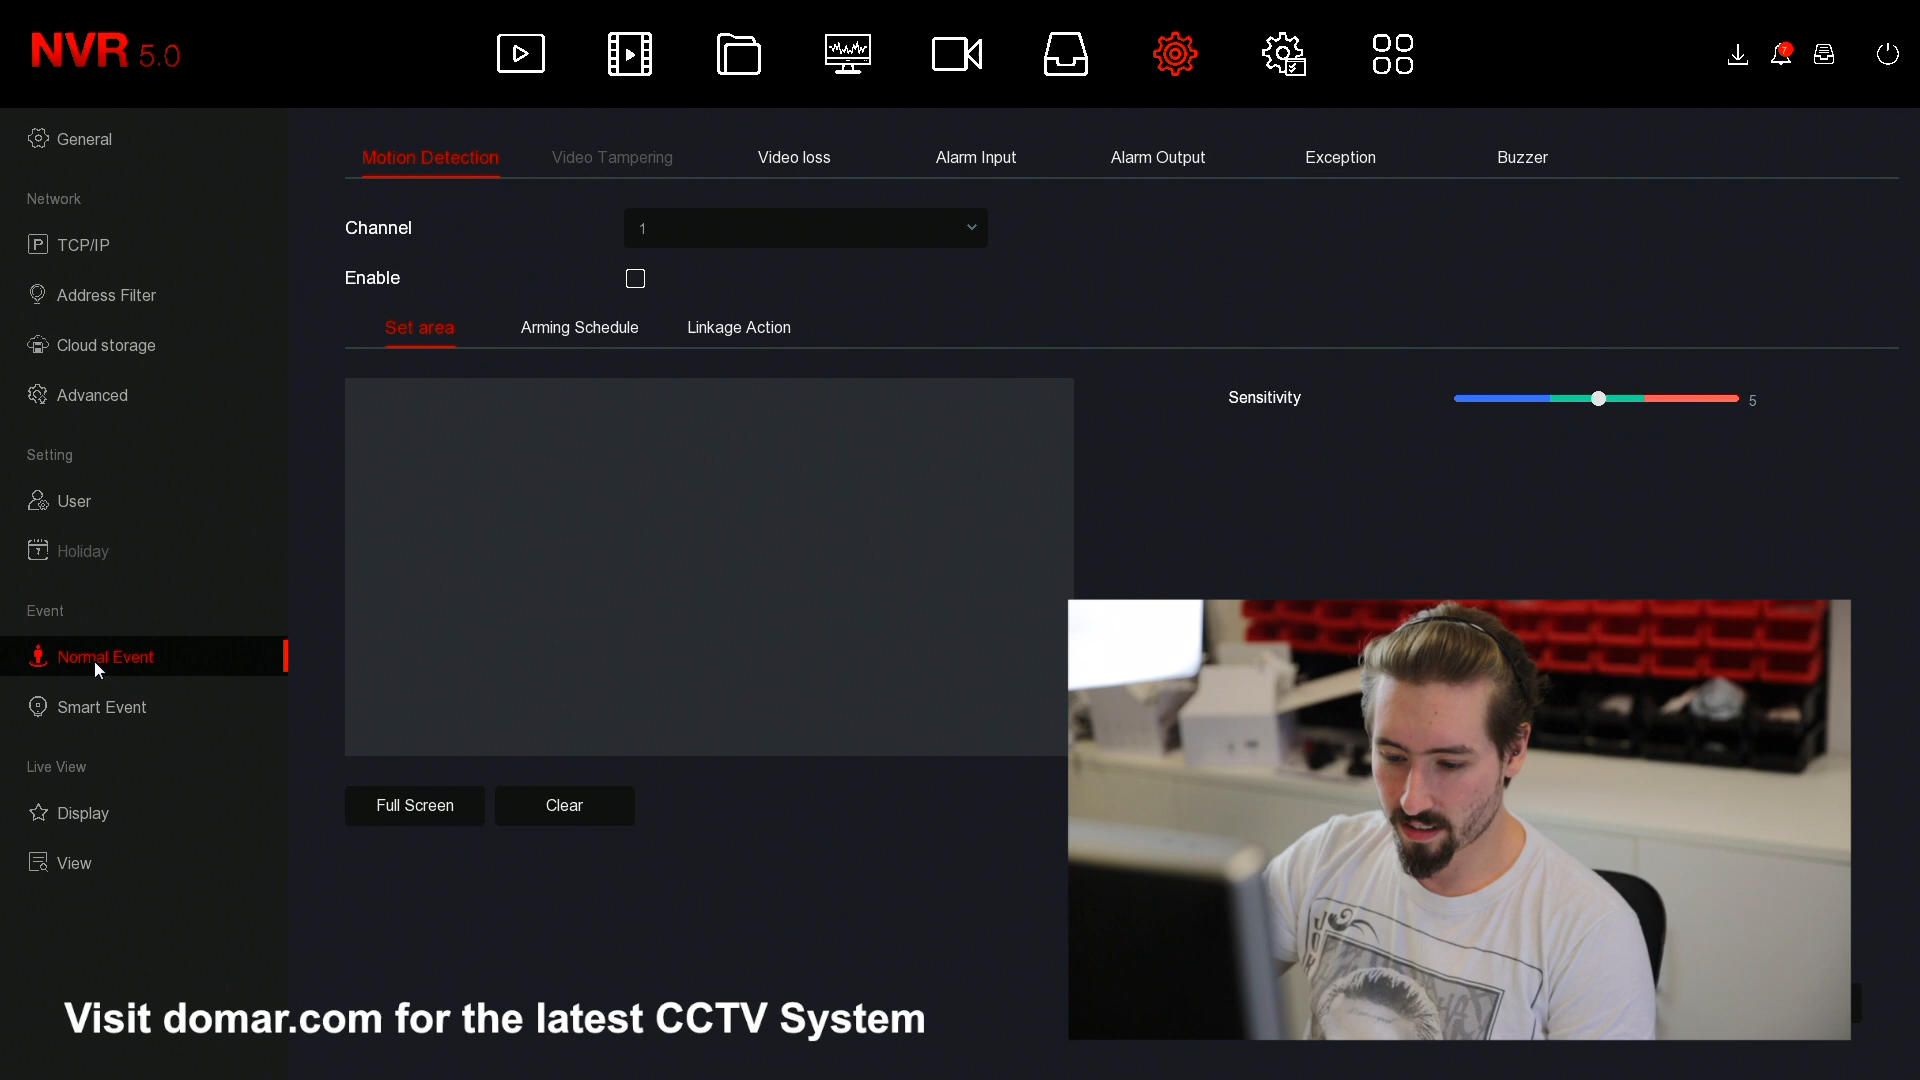 NVR 5.0
7
General
Network
TCP/IP
Address Filter
Cloud storage
Advanced
Setting
User
Holiday
Event
Normal Event
Smart Event
Live View
Display
View
Motion Detection
Video Tampering
Video loss
Alarm Input
Alarm Output
Exception
Buzzer
Channel
1
Enable
Set area
Arming Schedule
Linkage Action
Sensitivity
5
Full Screen
Clear
Visit domar.com for the latest CCTV System